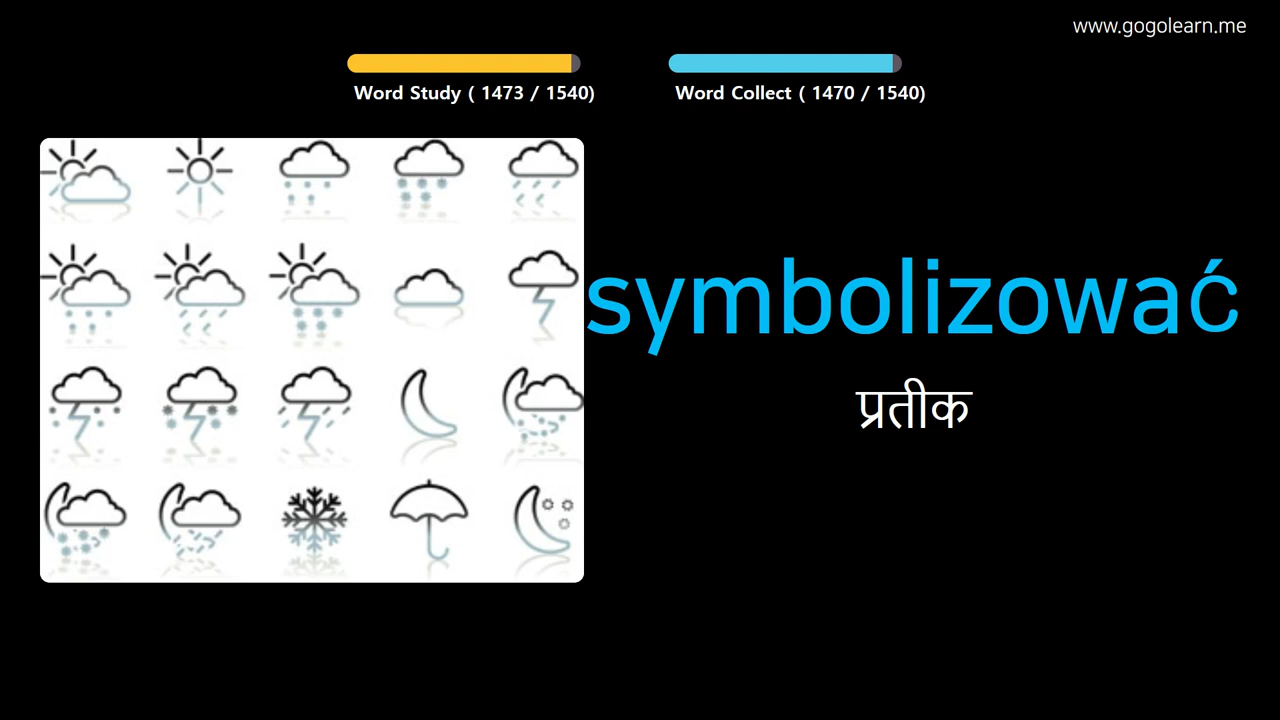 www.gogolearn.me
Word Study ( 1473 / 1540)
Word Collect ( 1470 / 1540)
symbolizować
प्रतीक